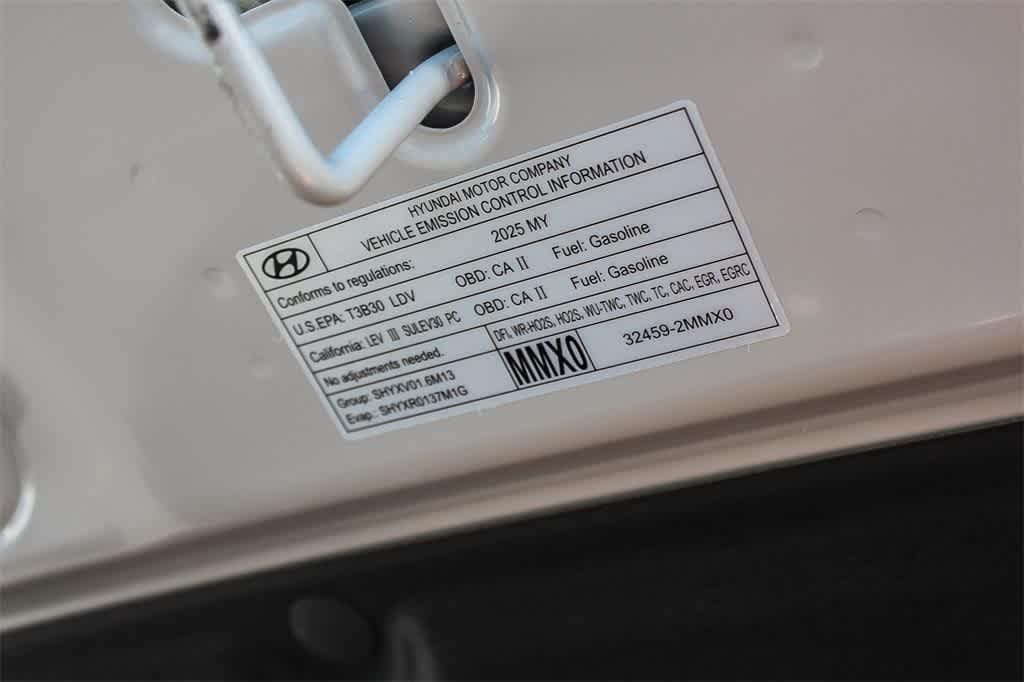 HYUNDAI MOTOR COMPANY
VEHICLE EMISSION CONTROL INFORMATION
Conforms to regulations: 2025 MY
U.S.EPA: T3B30 LDV OBD: CA II Fuel: Gasoline
California: LEV III SULEV30 PC OBD: CA II Fuel: Gasoline
No adjustments needed.
DFI, WR-HO2S, HO2S, WU-TWC, TWC, TC, CAC, EGR, EGRC
Group: SHYXV01.6M13
Evap.: SHYXR0137M1G
MMX0
32459-2MMX0